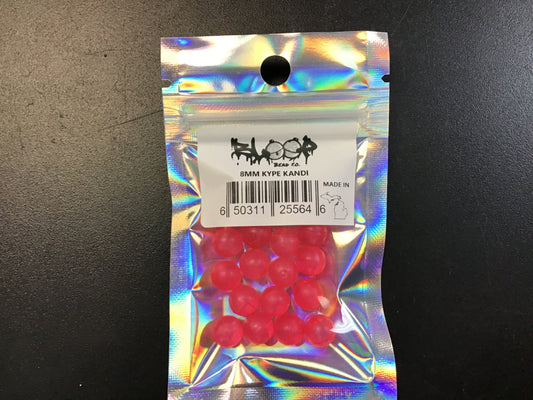 BLOOP
BEAD CO.
8MM KYPE KANDI
MADE IN
6 50311 25564 6